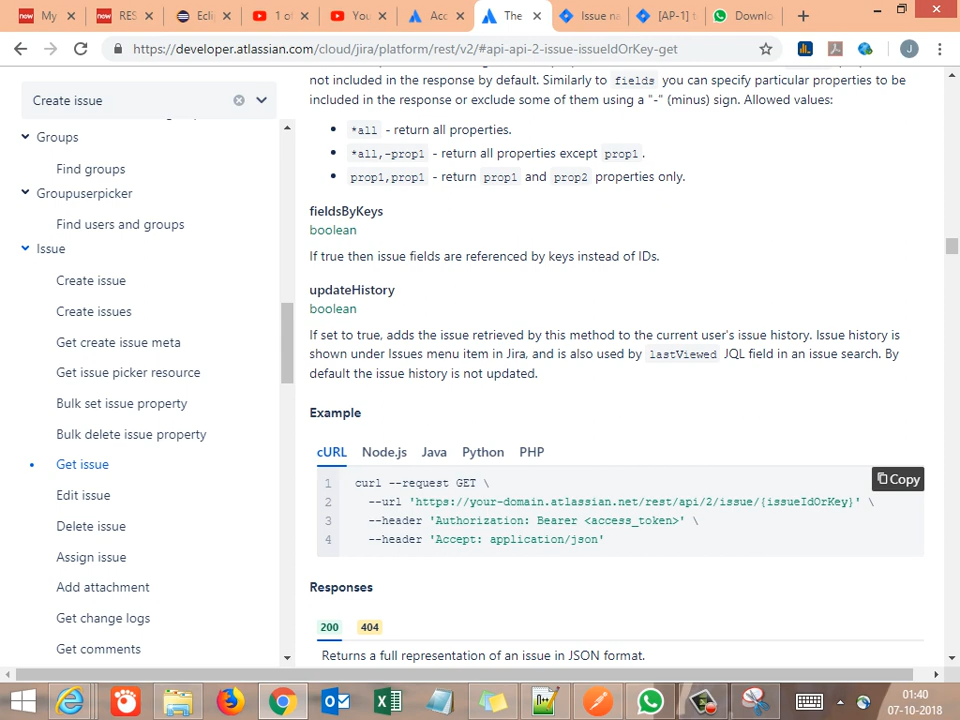 My
RES
Ecli
1 of
You
Acc
The
Issue na
[AP-1] t
Downlo
https://developer.atlassian.com/cloud/jira/platform/rest/v2/#api-api-2-issue-issueIdOrKey-get
J
Create issue
Groups
Find groups
Groupuserpicker
Find users and groups
Issue
Create issue
Create issues
Get create issue meta
Get issue picker resource
Bulk set issue property
Bulk delete issue property
Get issue
Edit issue
Delete issue
Assign issue
Add attachment
Get change logs
Get comments
not included in the response by default. Similarly to fields you can specify particular properties to be
included in the response or exclude some of them using a "-" (minus) sign. Allowed values:
*all - return all properties.
*all,-prop1 - return all properties except prop1.
prop1,prop1 - return prop1 and prop2 properties only.
fieldsByKeys
boolean
If true then issue fields are referenced by keys instead of IDs.
updateHistory
boolean
If set to true, adds the issue retrieved by this method to the current user's issue history. Issue history is
shown under Issues menu item in Jira, and is also used by lastViewed JQL field in an issue search. By
default the issue history is not updated.
Example
cURL Node.js Java Python PHP
Copy
1 curl --request GET \
2 --url 'https://your-domain.atlassian.net/rest/api/2/issue/{issueIdOrKey}' \
3 --header 'Authorization: Bearer <access_token>' \
4 --header 'Accept: application/json'
Responses
200 404
Returns a full representation of an issue in JSON format.
01:40
07-10-2018